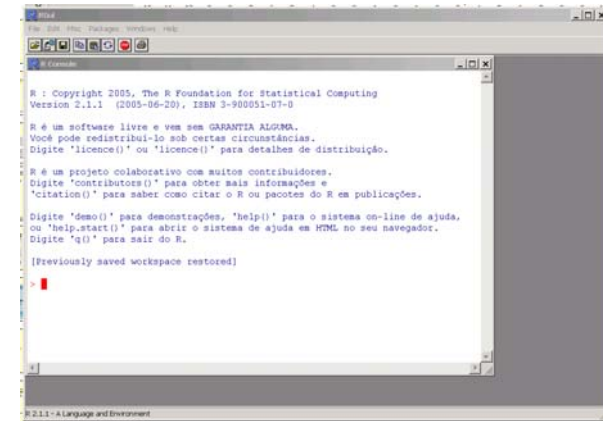 RGui
File Edit Misc Packages Windows Help
R Console
R : Copyright 2005, The R Foundation for Statistical Computing
Version 2.1.1 (2005-06-20), ISBN 3-900051-07-0
R é um software livre e vem sem GARANTIA ALGUMA.
Você pode redistribuí-lo sob certas circunstâncias.
Digite 'licence()' ou 'licence()' para detalhes de distribuição.
R é um projeto colaborativo com muitos contribuidores.
Digite 'contributors()' para obter mais informações e
'citation()' para saber como citar o R ou pacotes do R em publicações.
Digite 'demo()' para demonstrações, 'help()' para o sistema on-line de ajuda,
ou 'help.start()' para abrir o sistema de ajuda em HTML no seu navegador.
Digite 'q()' para sair do R.
[Previously saved workspace restored]
>
R 2.1.1 - A Language and Environment